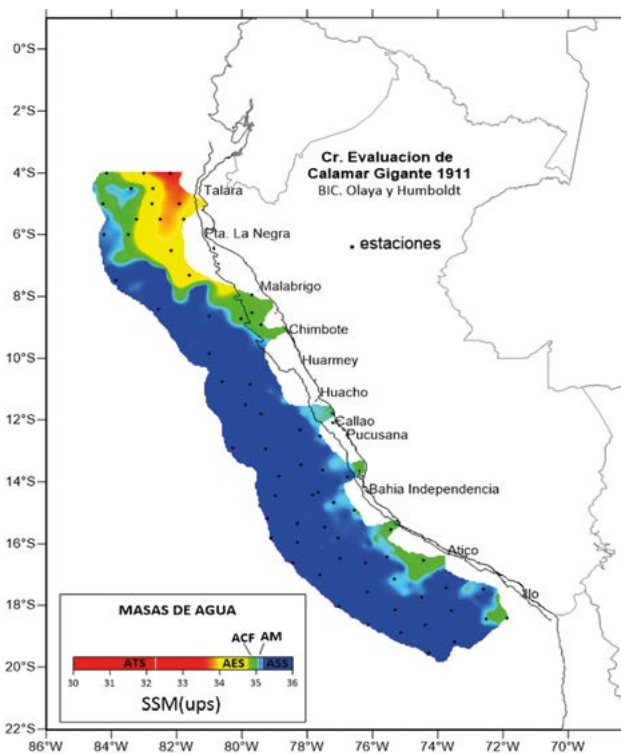 0°S
2°S
4°S
6°S
8°S
10°S
12°S
14°S
16°S
18°S
20°S
22°S
86°W
84°W
82°W
80°W
78°W
76°W
74°W
72°W
70°W
Cr. Evaluacion de
Calamar Gigante 1911
BIC. Olaya y Humboldt
estaciones
Talara
Pta. La Negra
Malabrigo
Chimbote
Huarmey
Huacho
Callao
Pucusana
Bahia Independencia
Atico
Ilo
MASAS DE AGUA
ACF AM
ATS AES ASS
30 31 32 33 34 35 36
SSM(ups)